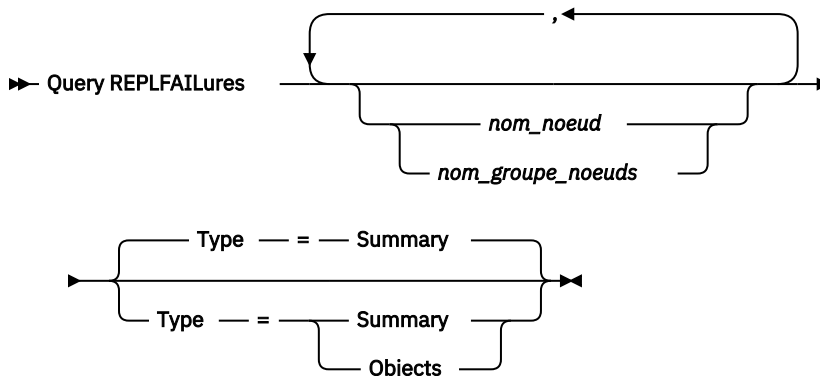 ,
Query REPLFAILures
nom_noeud
nom_groupe_noeuds
Type = Summary
Type = Summary
Objects